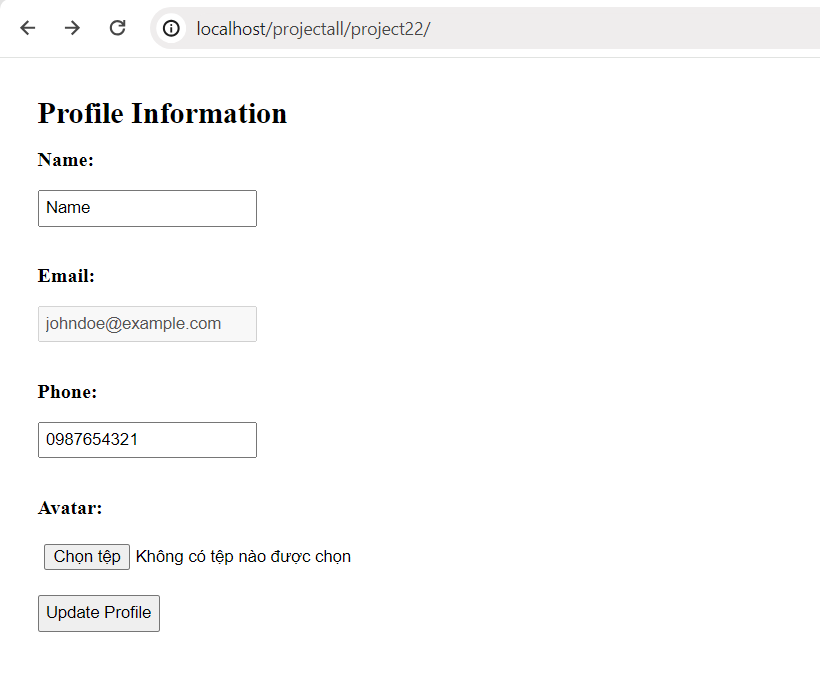 localhost/projectall/project22/
Profile Information
Name:
Name
Email:
johndoe@example.com
Phone:
0987654321
Avatar:
Chọn tệp Không có tệp nào được chọn
Update Profile